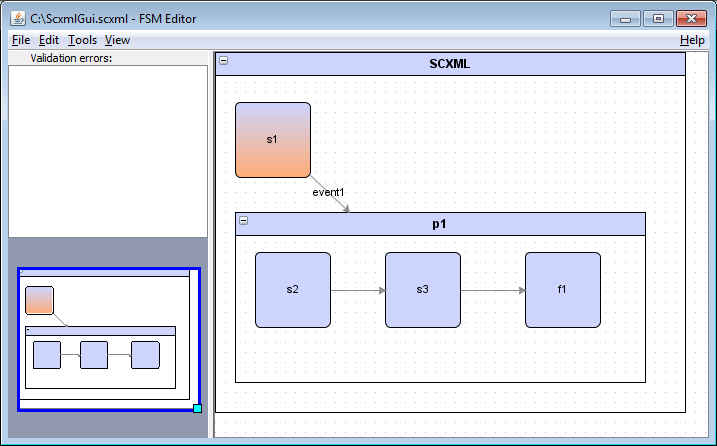 C:\ScxmlGui.scxml - FSM Editor
File Edit Tools View Help
Validation errors:
SCXML
s1
event1
p1
s2 s3 f1